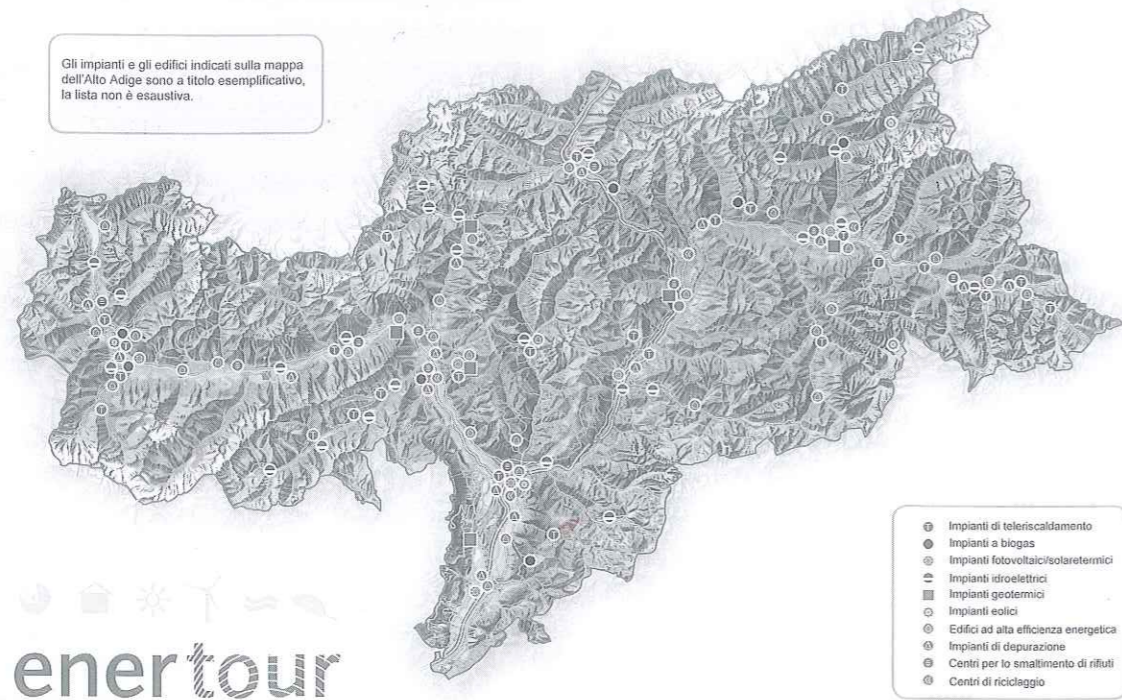 Gli impianti e gli edifici indicati sulla mappa
dell'Alto Adige sono a titolo esemplificativo,
la lista non è esaustiva.
Impianti di teleriscaldamento
Impianti a biogas
Impianti fotovoltaici/solaretermici
Impianti idroelettrici
Impianti geotermici
Impianti eolici
Edifici ad alta efficienza energetica
Impianti di depurazione
Centri per lo smaltimento di rifiuti
Centri di riciclaggio
enertour